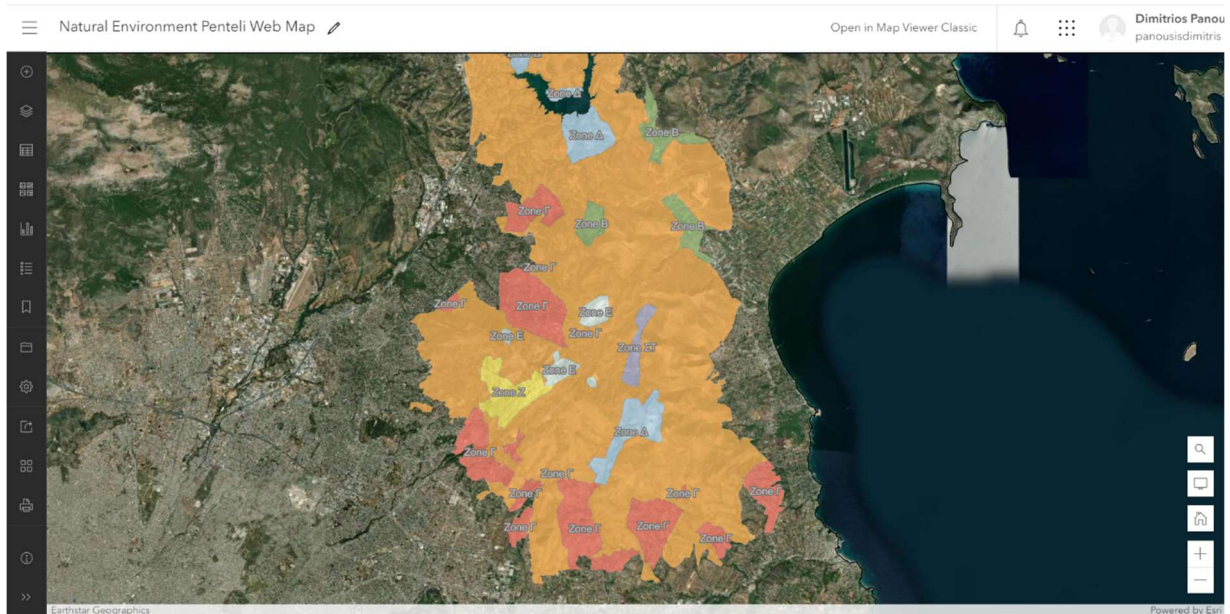 Natural Environment Penteli Web Map
Open in Map Viewer Classic
Dimitrios Panou
panousisdimitris
Zone Δ
Zone Δ
Zone B
Zone Γ
Zone B
Zone B
Zone Γ
Zone Γ
Zone Γ
Zone E
Zone E
Zone Γ
Zone ΣΤ
Zone E
Zone Z
Zone Δ
Zone Γ
Zone Γ
Zone Γ
Zone Γ
Zone Γ
Zone Γ
Zone Γ
Zone Γ
Zone Γ
Earthstar Geographics
Powered by Esri